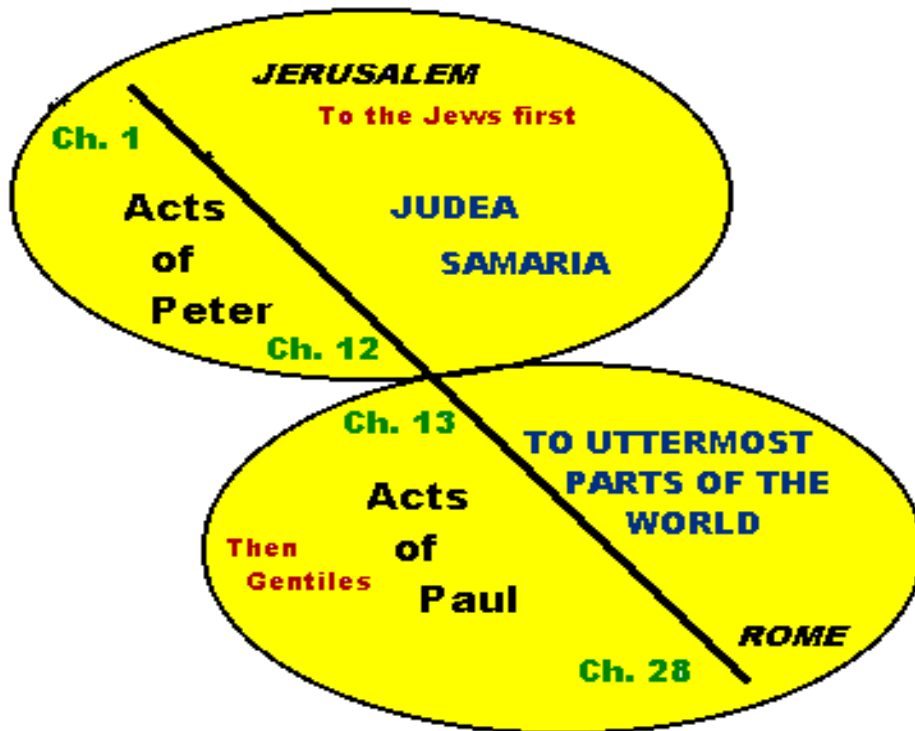 JERUSALEM
To the Jews first
Ch. 1
Acts
of
Peter
JUDEA
SAMARIA
Ch. 12
Ch. 13
TO UTTERMOST
PARTS OF THE
WORLD
Acts
of
Paul
Then
Gentiles
ROME
Ch. 28